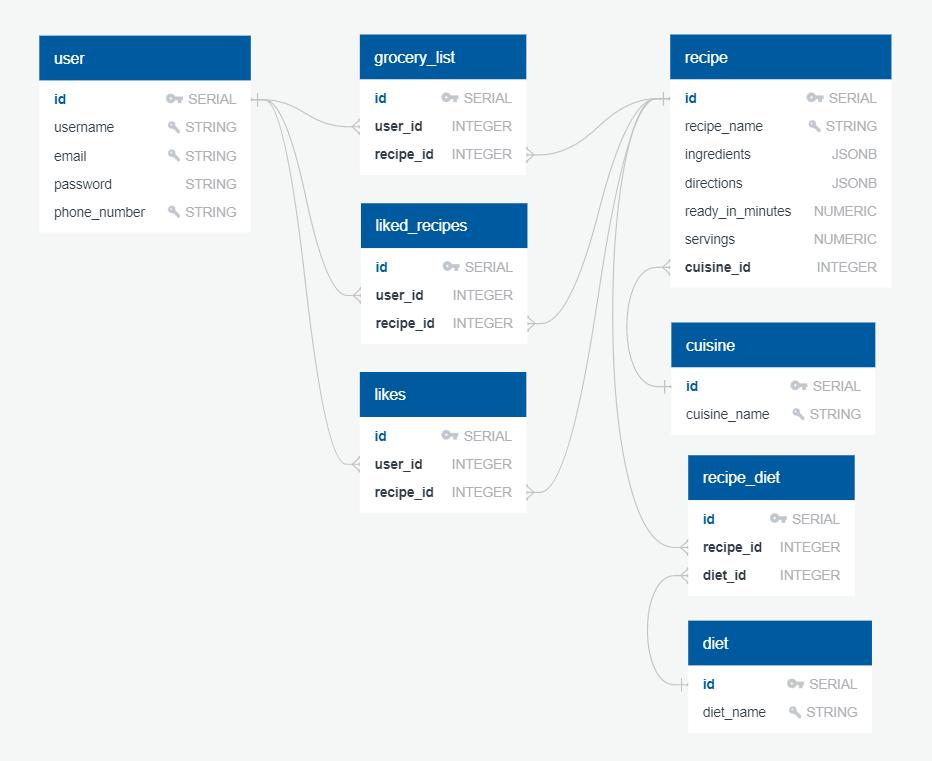 user
id SERIAL
username STRING
email STRING
password STRING
phone_number STRING
grocery_list
id SERIAL
user_id INTEGER
recipe_id INTEGER
liked_recipes
id SERIAL
user_id INTEGER
recipe_id INTEGER
likes
id SERIAL
user_id INTEGER
recipe_id INTEGER
recipe
id SERIAL
recipe_name STRING
ingredients JSONB
directions JSONB
ready_in_minutes NUMERIC
servings NUMERIC
cuisine_id INTEGER
cuisine
id SERIAL
cuisine_name STRING
recipe_diet
id SERIAL
recipe_id INTEGER
diet_id INTEGER
diet
id SERIAL
diet_name STRING